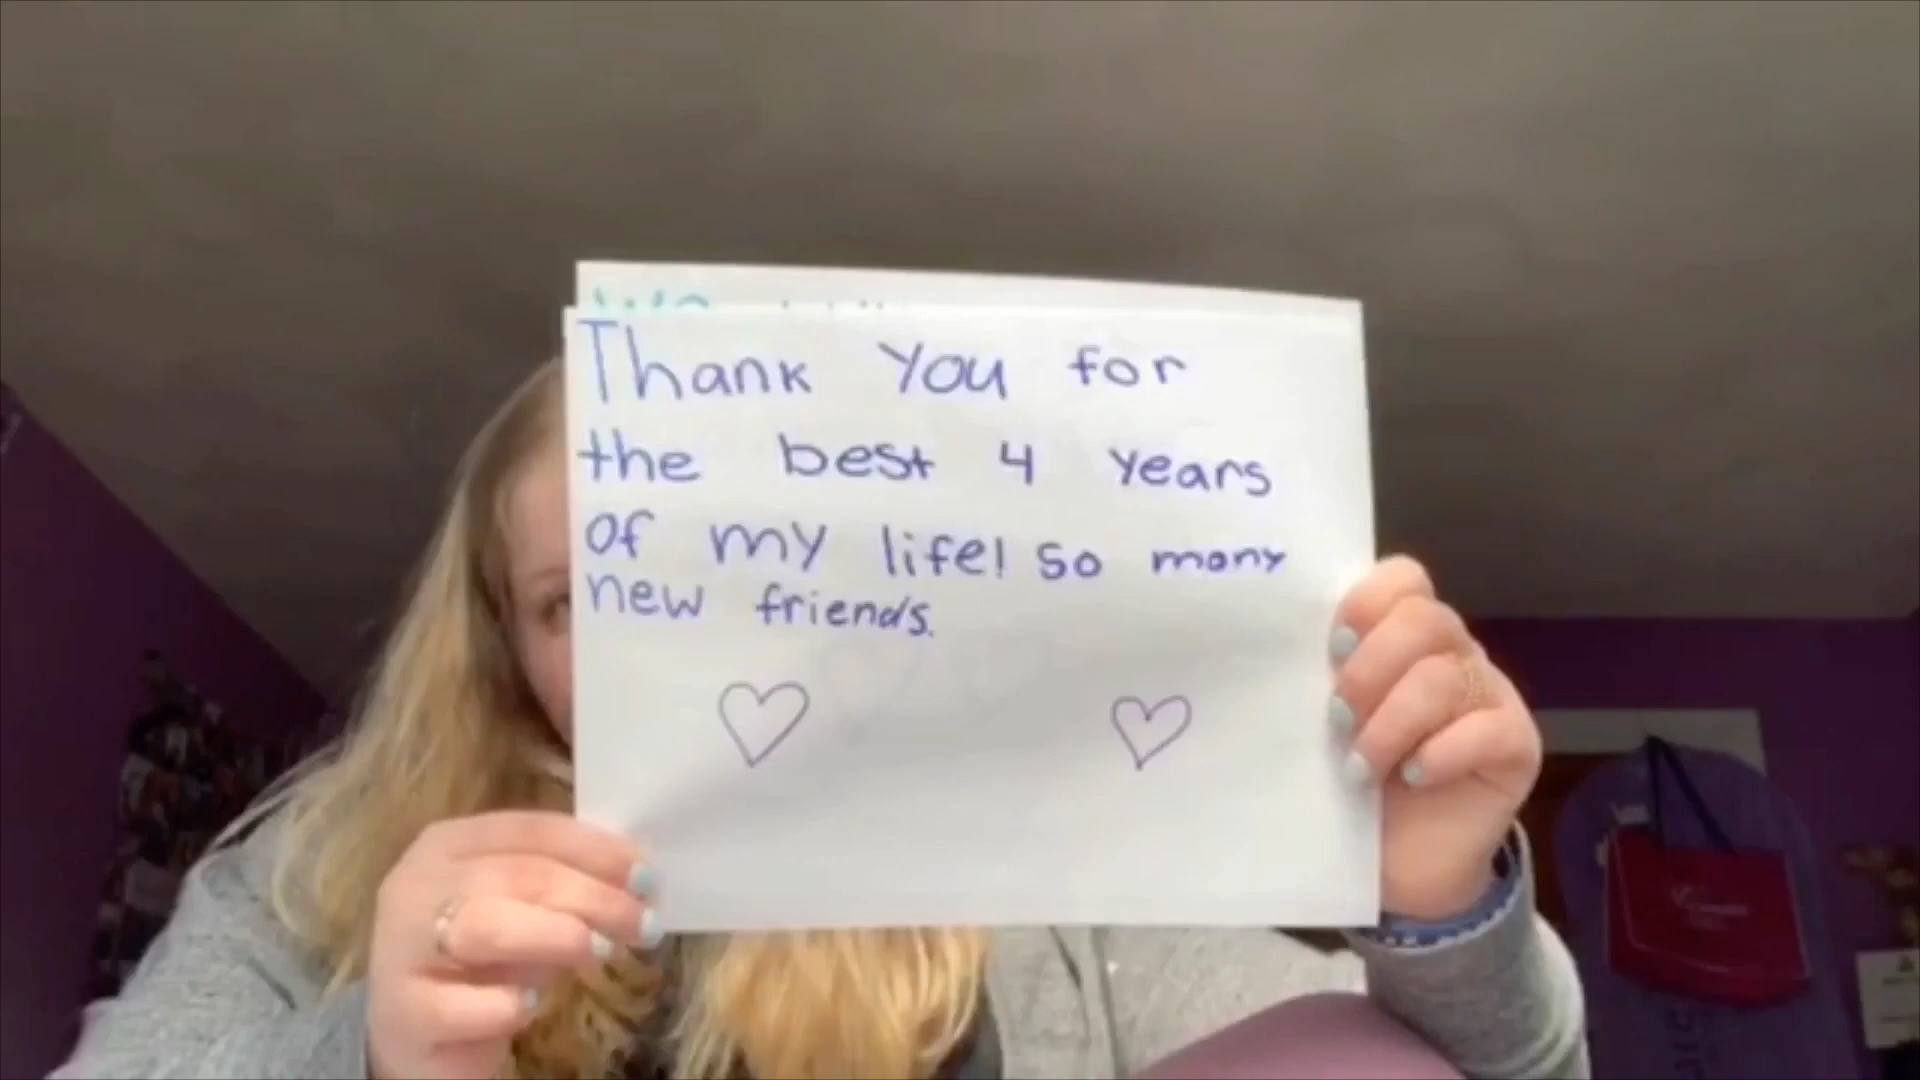 Thank You for
the best 4 years
of my life! so many
new friends.